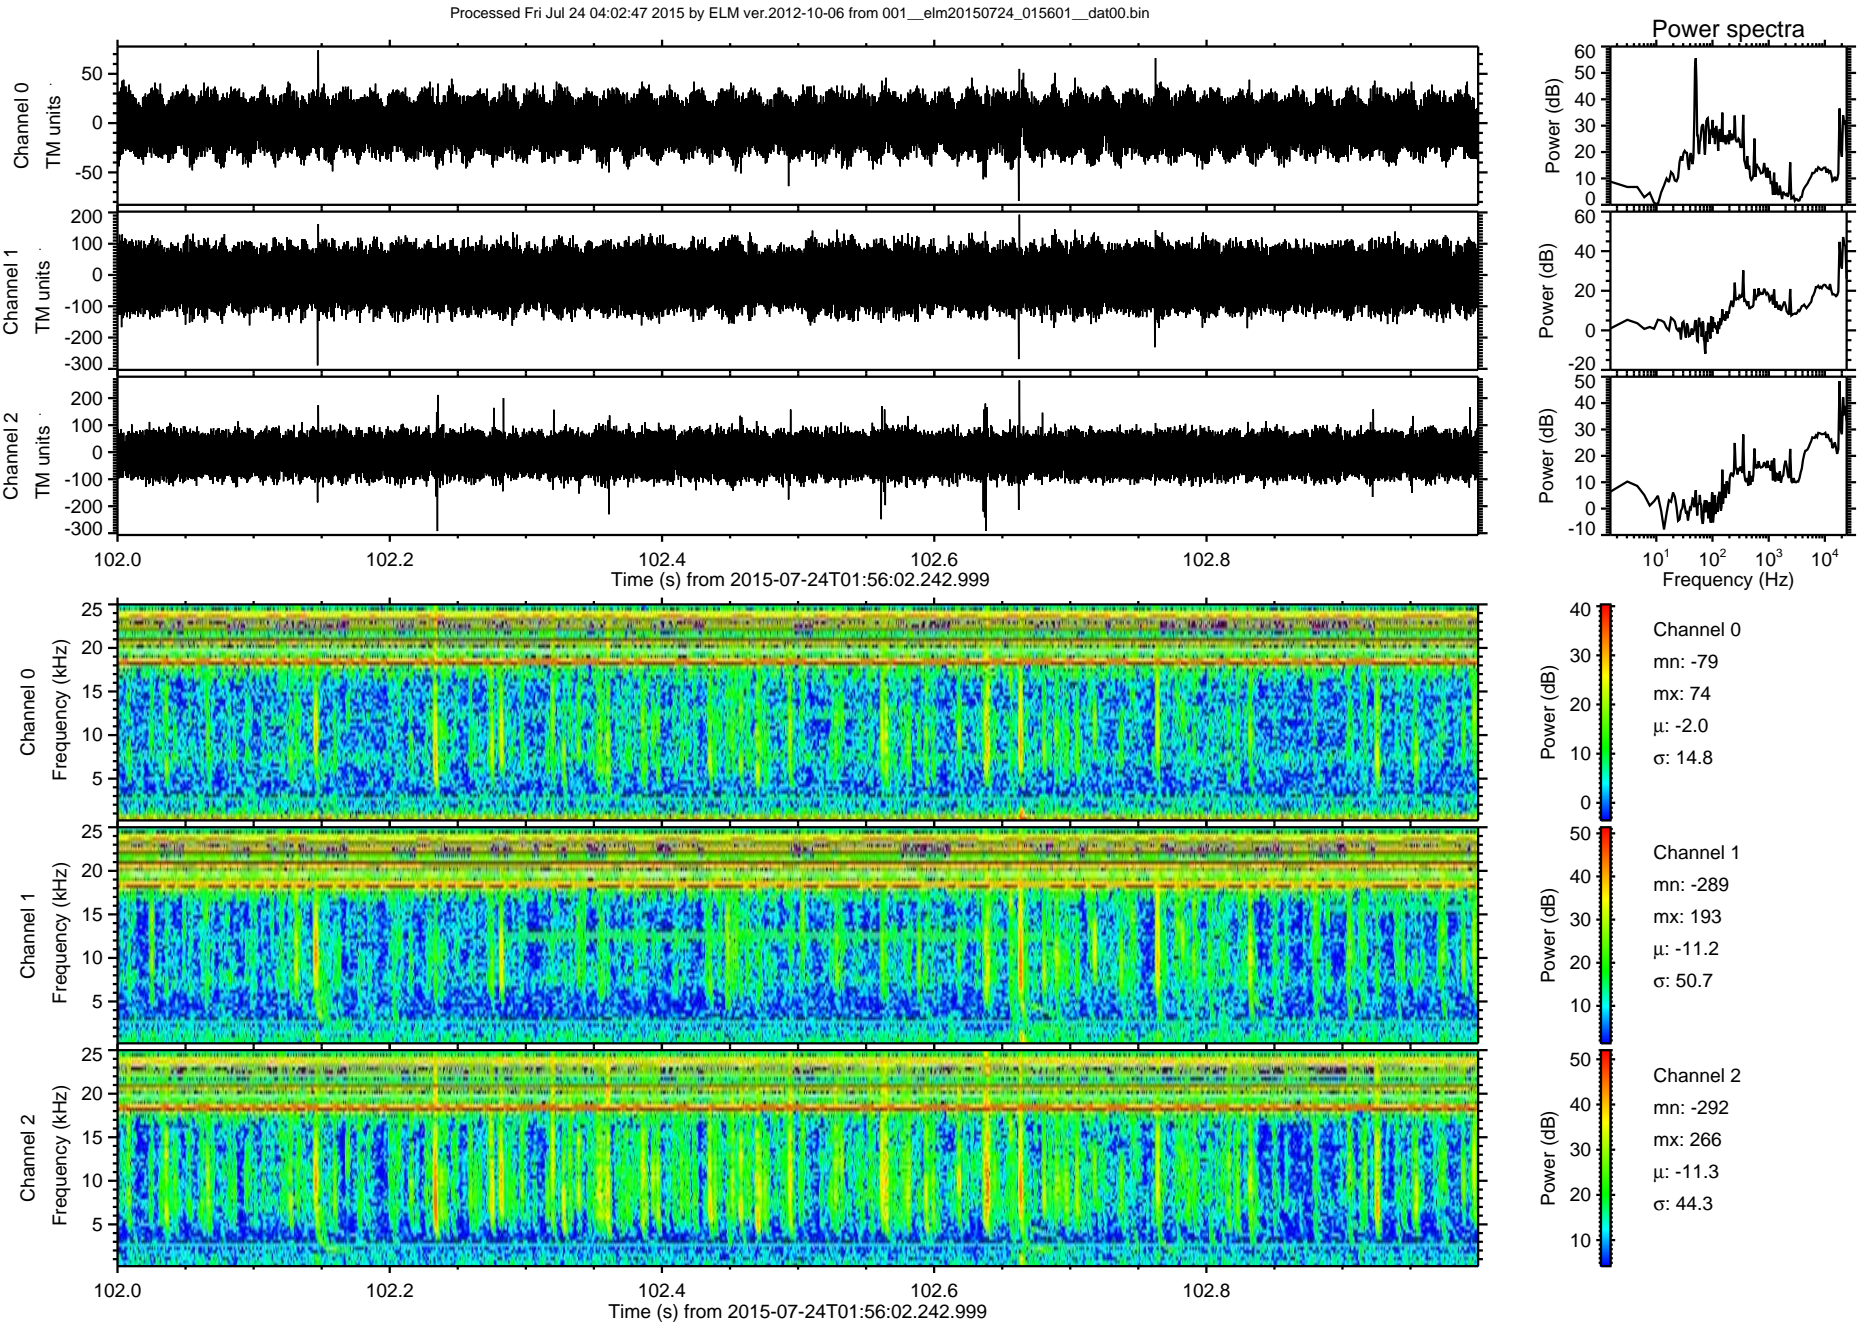 Processed Fri Jul 24 04:02:47 2015 by ELM ver.2012-10-06 from 001__elm20150724_015601__dat00.bin
Power spectra
Channel 0
TM units
50
0
-50
Power (dB)
60
50
40
30
20
10
0
Channel 1
TM units
200
100
0
-100
-200
-300
Power (dB)
60
40
20
0
-20
Channel 2
TM units
200
100
0
-100
-200
-300
Power (dB)
50
40
30
20
10
0
-10
102.0 102.2 102.4 102.6 102.8
Time (s) from 2015-07-24T01:56:02.242.999
10¹ 10² 10³ 10⁴
Frequency (Hz)
Channel 0
Frequency (kHz)
25
20
15
10
5
Power (dB)
40
30
20
10
0
Channel 0
mn: -79
mx: 74
μ: -2.0
σ: 14.8
Channel 1
Frequency (kHz)
25
20
15
10
5
Power (dB)
50
40
30
20
10
Channel 1
mn: -289
mx: 193
μ: -11.2
σ: 50.7
Channel 2
Frequency (kHz)
25
20
15
10
5
Power (dB)
50
40
30
20
10
Channel 2
mn: -292
mx: 266
μ: -11.3
σ: 44.3
102.0 102.2 102.4 102.6 102.8
Time (s) from 2015-07-24T01:56:02.242.999